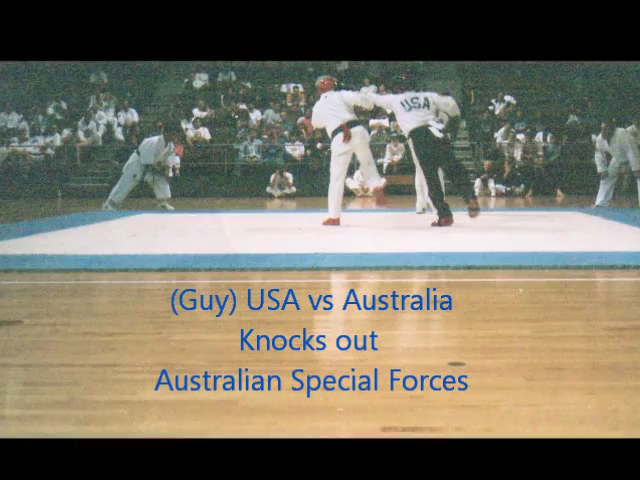 USA
(Guy) USA vs Australia
Knocks out
Australian Special Forces